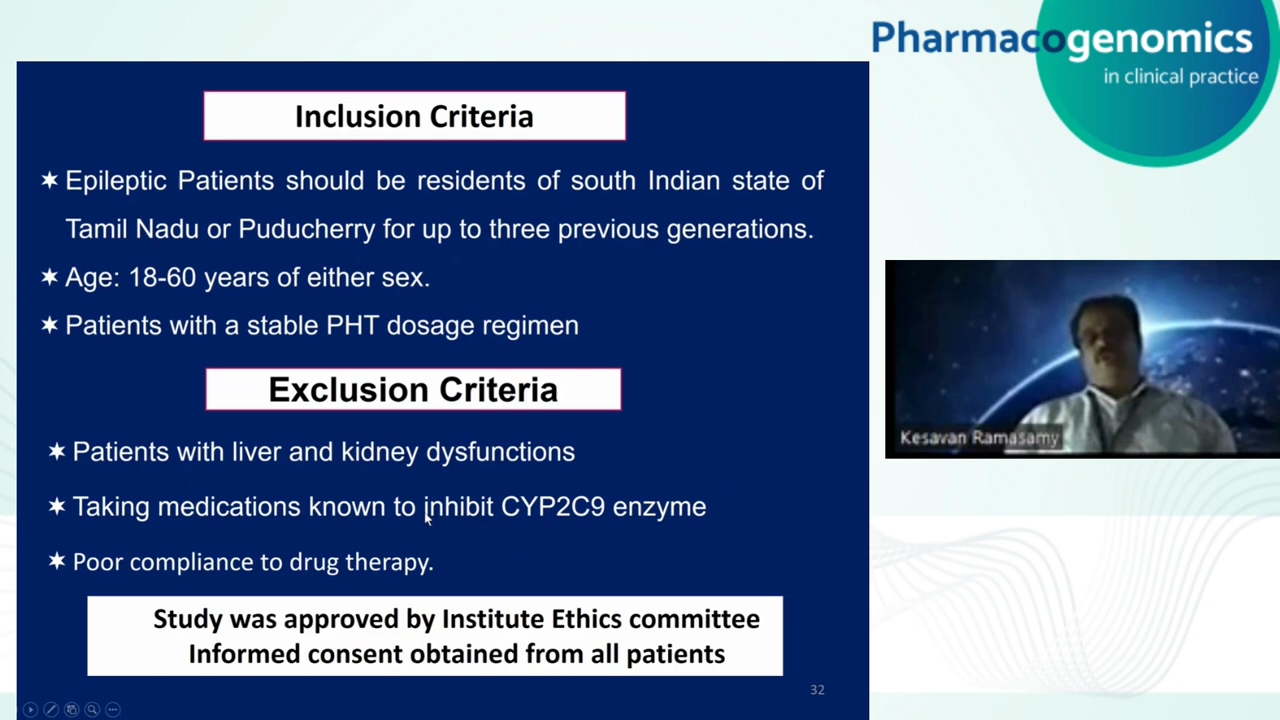 Pharmacogenomics
in clinical practice
Inclusion Criteria
✶ Epileptic Patients should be residents of south Indian state of
Tamil Nadu or Puducherry for up to three previous generations.
✶ Age: 18-60 years of either sex.
✶ Patients with a stable PHT dosage regimen
Exclusion Criteria
✶ Patients with liver and kidney dysfunctions
✶ Taking medications known to inhibit CYP2C9 enzyme
✶ Poor compliance to drug therapy.
Study was approved by Institute Ethics committee
Informed consent obtained from all patients
32
Kesavan Ramasamy